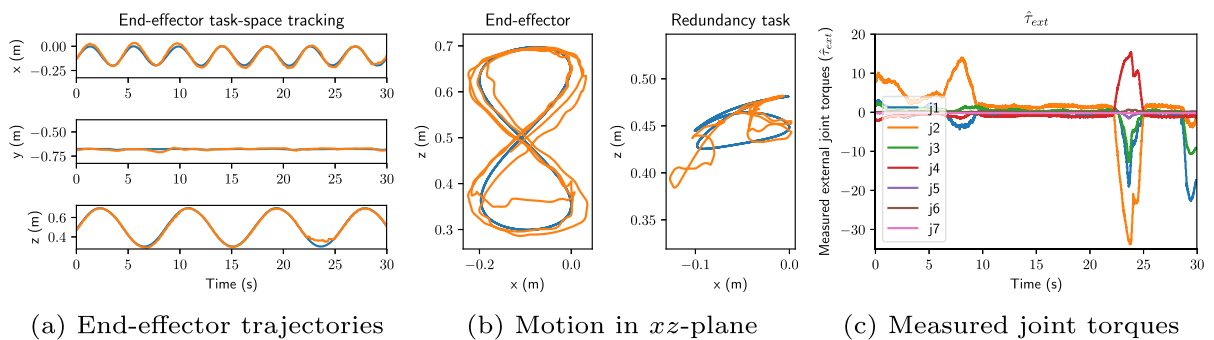 End-effector task-space tracking
x (m)
0.00
−0.25
0 5 10 15 20 25 30
y (m)
−0.50
−0.75
0 5 10 15 20 25 30
z (m)
0.6
0.4
0 5 10 15 20 25 30
Time (s)
(a) End-effector trajectories
End-effector
z (m)
0.7
0.6
0.5
0.4
0.3
−0.2 0.0
x (m)
Redundancy task
z (m)
0.50
0.45
0.40
0.35
−0.1 0.0
x (m)
(b) Motion in xz-plane
τ̂ext
Measured external joint torques (τ̂ext)
20
10
0
−10
−20
−30
j1
j2
j3
j4
j5
j6
j7
0 5 10 15 20 25 30
Time (s)
(c) Measured joint torques